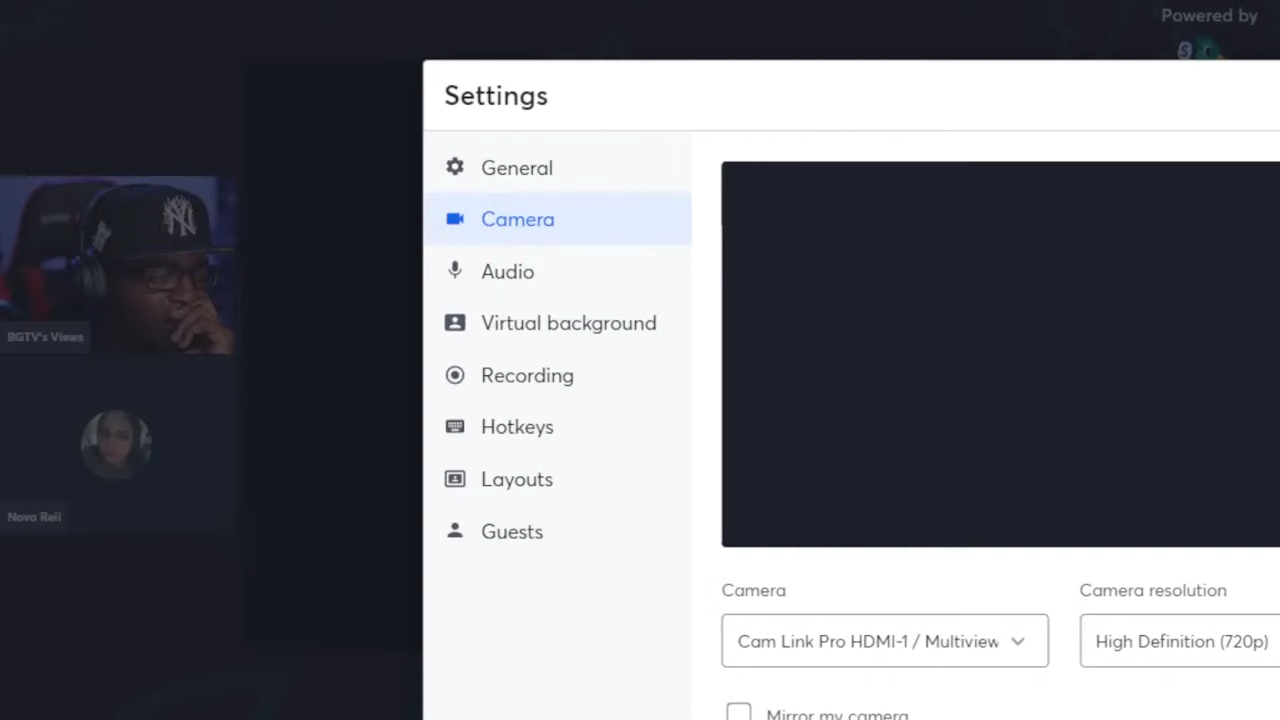 Powered by
S
Settings
General
Camera
Audio
Virtual background
Recording
Hotkeys
Layouts
Guests
NY
BGTV's Views
Nova Reii
Camera
Camera resolution
Cam Link Pro HDMI-1 / Multiview
High Definition (720p)
Mirror my camera